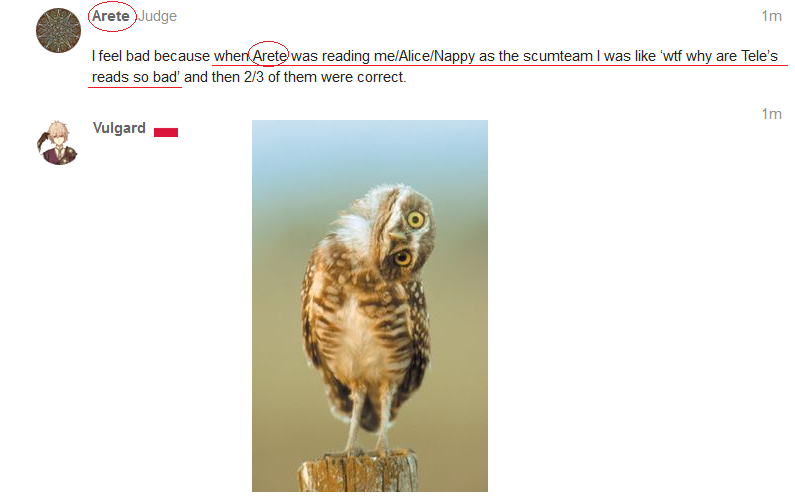 Arete Judge 1m
I feel bad because when Arete was reading me/Alice/Nappy as the scumteam I was like ‘wtf why are Tele’s
reads so bad’ and then 2/3 of them were correct.
1m
Vulgard